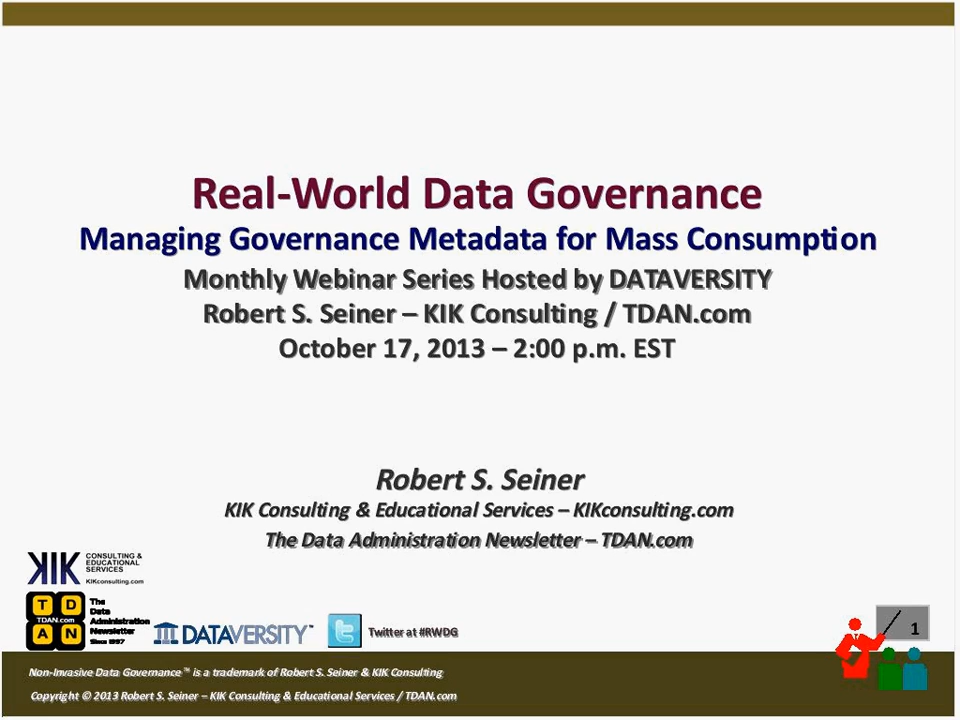 Real-World Data Governance
Managing Governance Metadata for Mass Consumption
Monthly Webinar Series Hosted by DATAVERSITY
Robert S. Seiner – KIK Consulting / TDAN.com
October 17, 2013 – 2:00 p.m. EST
Robert S. Seiner
KIK Consulting & Educational Services – KIKconsulting.com
The Data Administration Newsletter – TDAN.com
KIK
CONSULTING &
EDUCATIONAL
SERVICES
KIKconsulting.com
T D
TDAN.com
A N
The
Data
Administration
Newsletter
Since 1997
DATAVERSITY™
Twitter at #RWDG
1
Non-Invasive Data Governance™ is a trademark of Robert S. Seiner & KIK Consulting
Copyright © 2013 Robert S. Seiner – KIK Consulting & Educational Services / TDAN.com